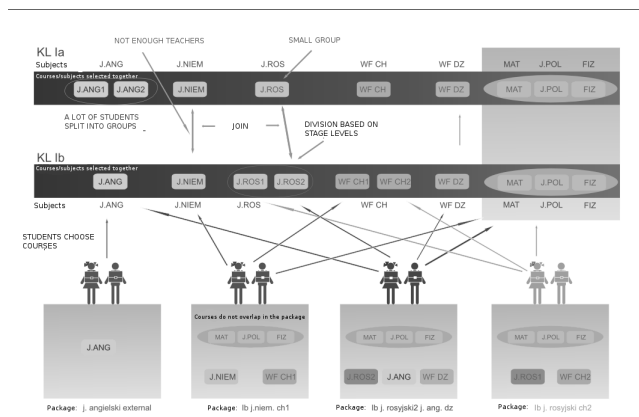 NOT ENOUGH TEACHERS
SMALL GROUP
KL Ia
Subjects J.ANG J.NIEM J.ROS WF CH WF DZ MAT J.POL FIZ
Courses/subjects selected together
J.ANG1 J.ANG2 J.NIEM J.ROS WF CH WF DZ MAT J.POL FIZ
A LOT OF STUDENTS
SPLIT INTO GROUPS
JOIN
DIVISION BASED ON
STAGE LEVELS
KL Ib
Courses/subjects selected together
J.ANG J.NIEM J.ROS1 J.ROS2 WF CH1 WF CH2 WF DZ MAT J.POL FIZ
Subjects J.ANG J.NIEM J.ROS WF CH WF DZ MAT J.POL FIZ
STUDENTS CHOOSE
COURSES
J.ANG
Courses do not overlap in the package
MAT J.POL FIZ
J.NIEM WF CH1
MAT J.POL FIZ
J.ROS2 J.ANG WF DZ
MAT J.POL FIZ
J.ROS1 WF CH2
Package: j. angielski external
Package: Ib j.niem. ch1
Package: Ib j. rosyjski2 j. ang. dz
Package: Ib j. rosyjski ch2